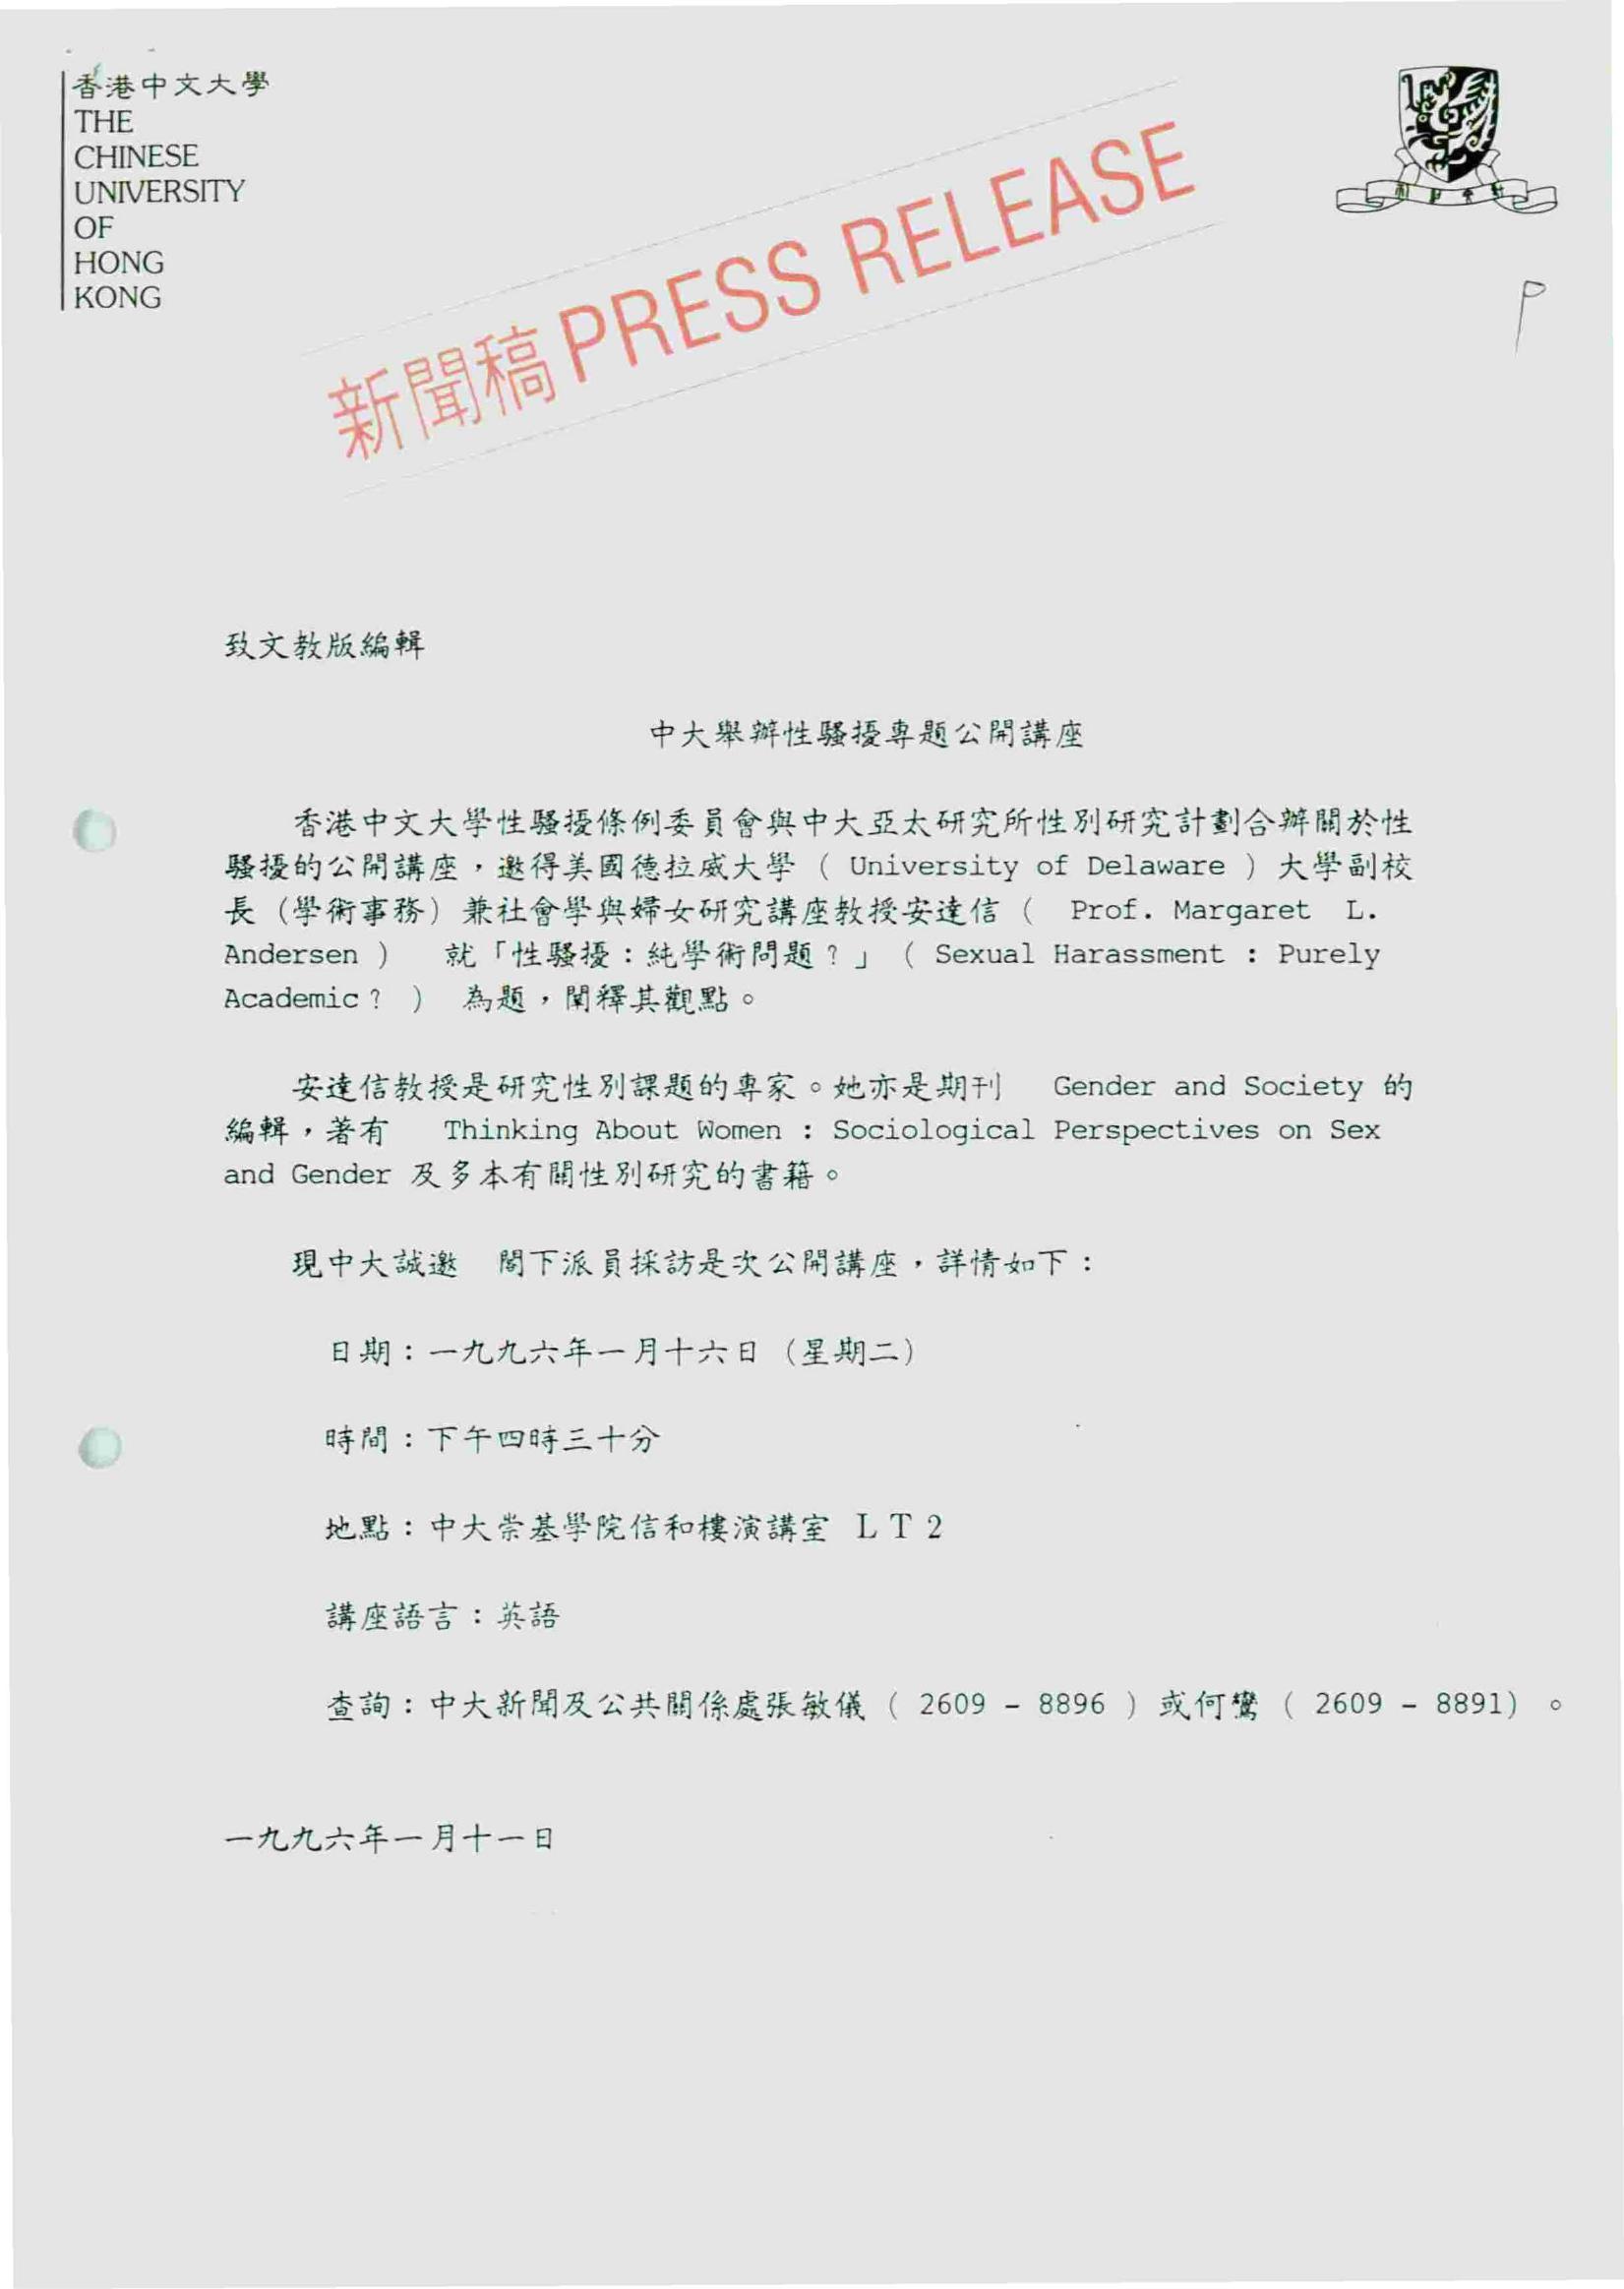 香港中文大學
THE
CHINESE
UNIVERSITY
OF
HONG
KONG
新聞稿 PRESS RELEASE
P
致文教版編輯
中大舉辦性騷擾專題公開講座
香港中文大學性騷擾條例委員會與中大亞太研究所性別研究計劃合辦關於性
騷擾的公開講座，邀得美國德拉威大學 ( University of Delaware ) 大學副校
長 (學術事務) 兼社會學與婦女研究講座教授安達信 ( Prof. Margaret L.
Andersen ) 就「性騷擾：純學術問題？」 ( Sexual Harassment : Purely
Academic? ) 為題，闡釋其觀點。
安達信教授是研究性別課題的專家。她亦是期刊 Gender and Society 的
編輯，著有 Thinking About Women : Sociological Perspectives on Sex
and Gender 及多本有關性別研究的書籍。
現中大誠邀 閣下派員採訪是次公開講座，詳情如下：
日期：一九九六年一月十六日 (星期二)
時間：下午四時三十分
地點：中大崇基學院信和樓演講室 LT2
講座語言：英語
查詢：中大新聞及公共關係處張敏儀 ( 2609 - 8896 ) 或何鸞 ( 2609 - 8891) 。
一九九六年一月十一日